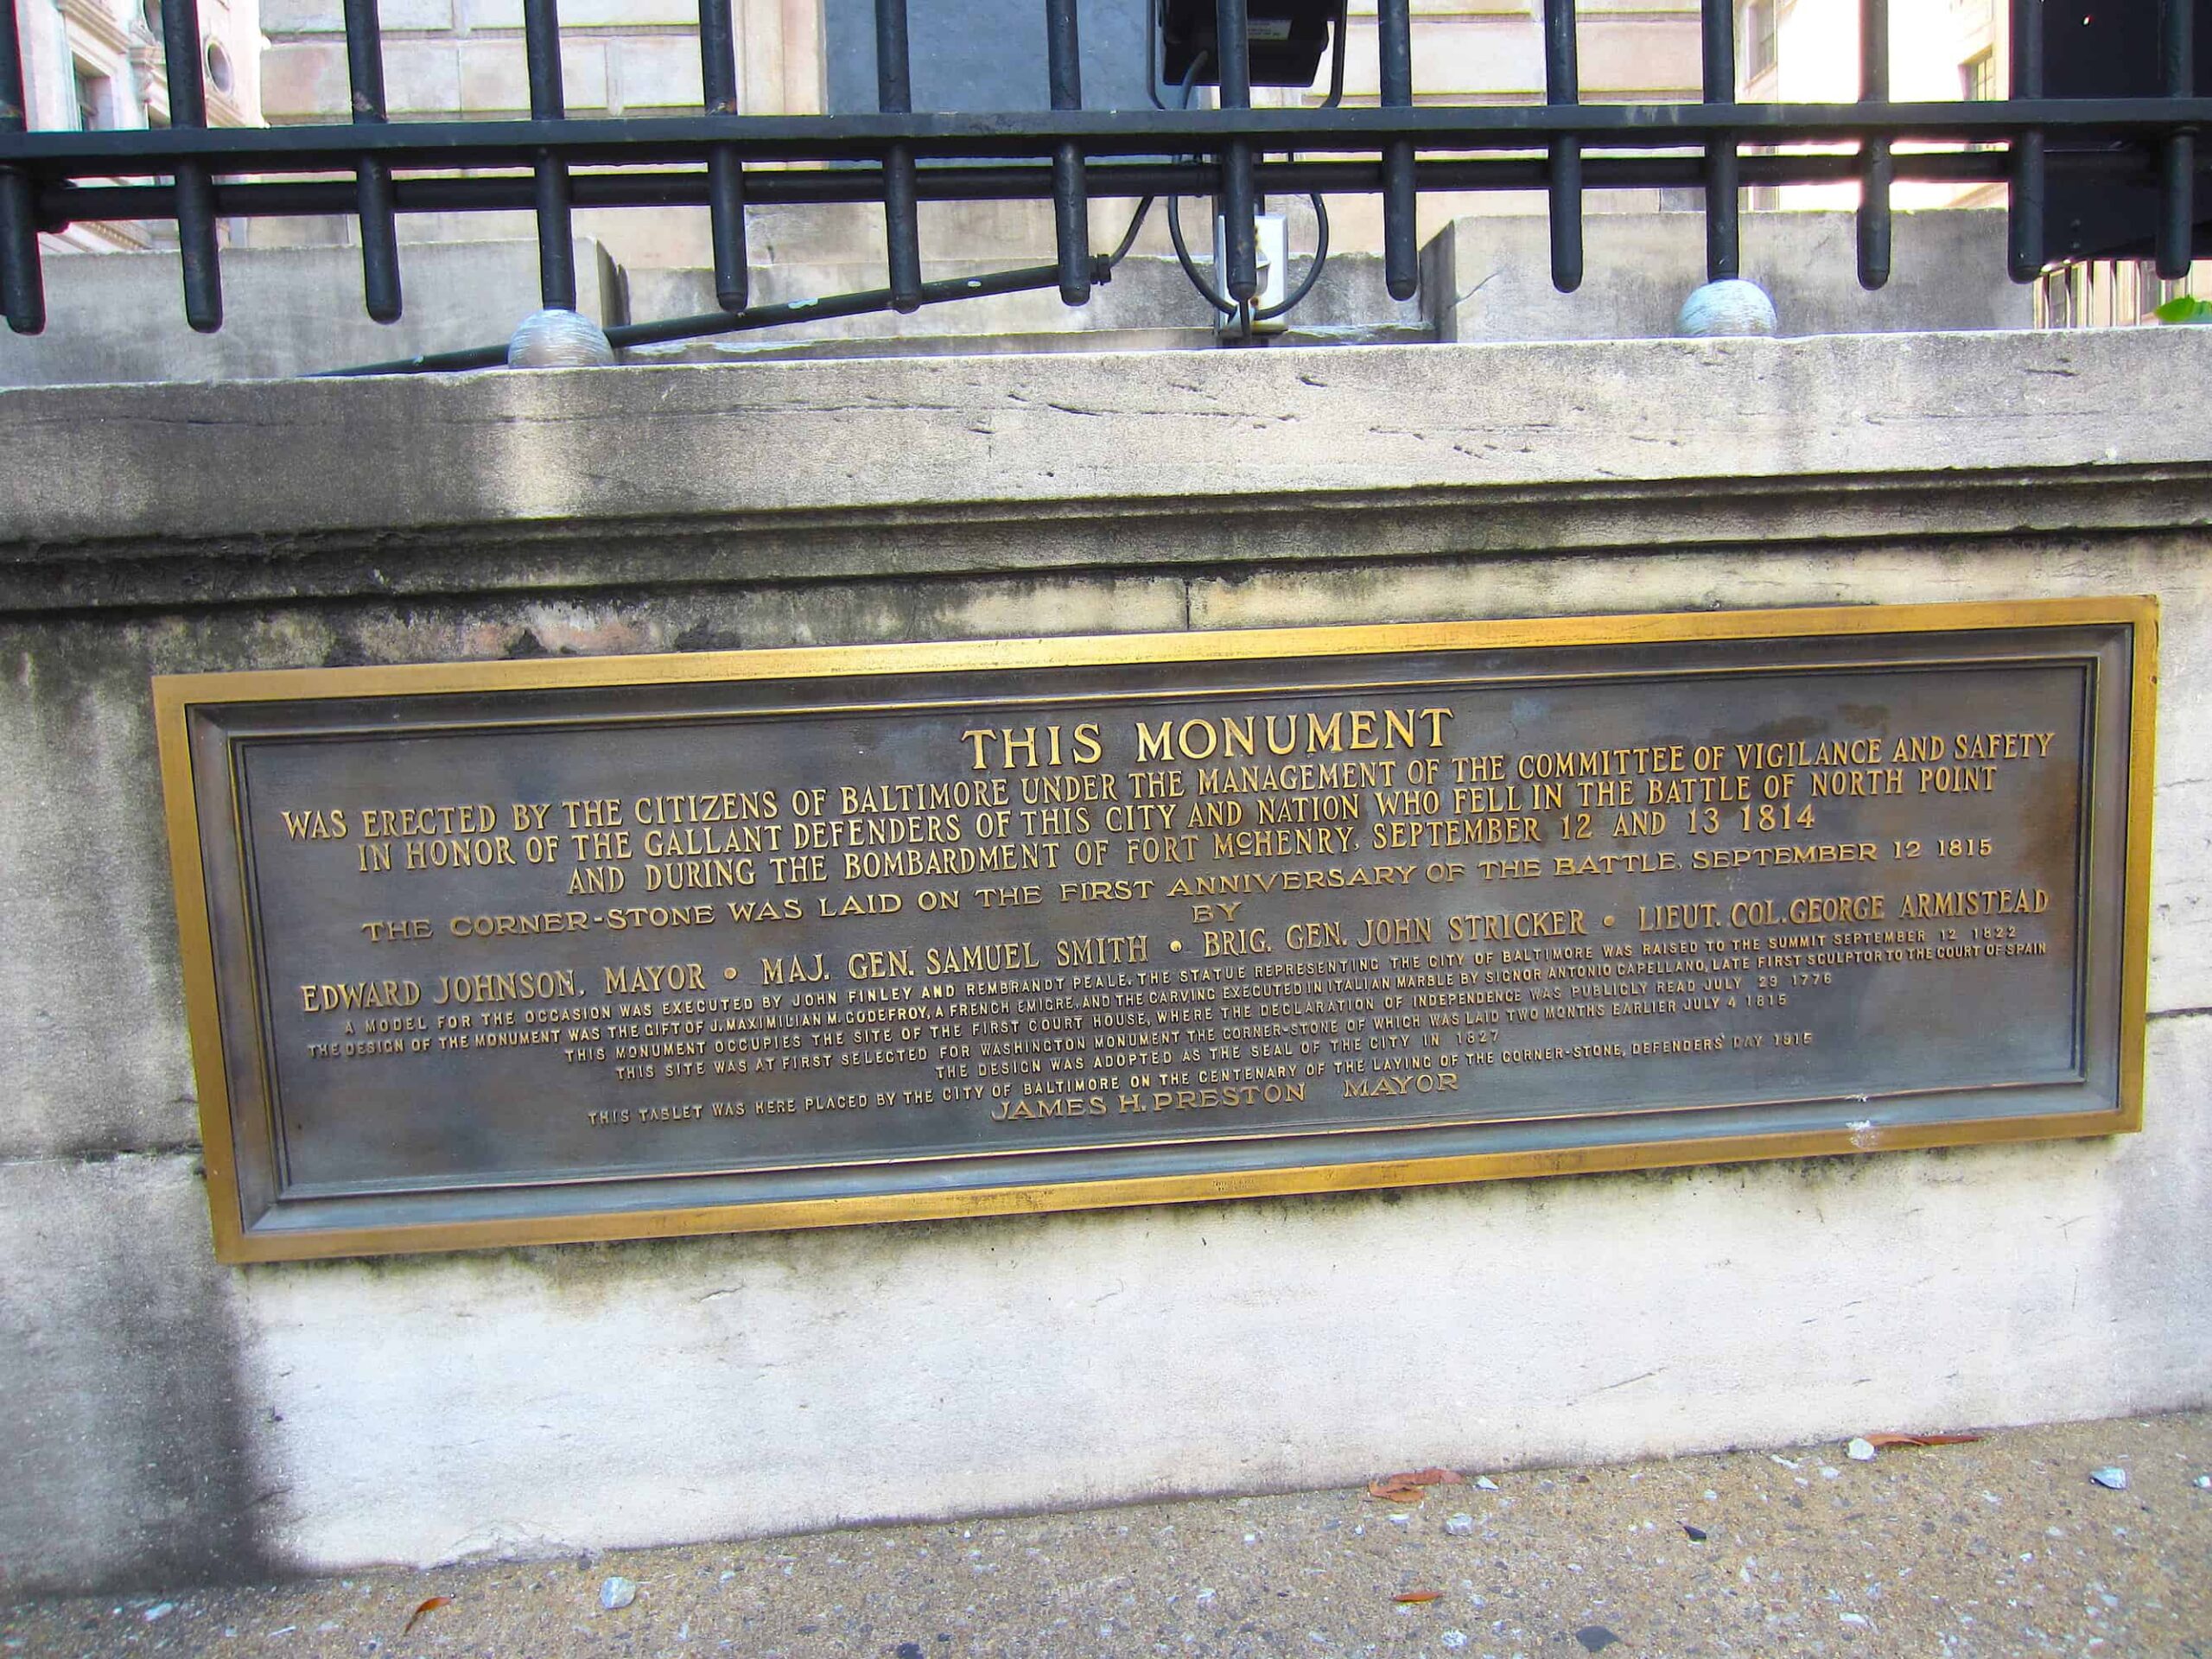 THIS MONUMENT
WAS ERECTED BY THE CITIZENS OF BALTIMORE UNDER THE MANAGEMENT OF THE COMMITTEE OF VIGILANCE AND SAFETY
IN HONOR OF THE GALLANT DEFENDERS OF THIS CITY AND NATION WHO FELL IN THE BATTLE OF NORTH POINT
AND DURING THE BOMBARDMENT OF FORT McHENRY, SEPTEMBER 12 AND 13 1814
THE CORNER-STONE WAS LAID ON THE FIRST ANNIVERSARY OF THE BATTLE, SEPTEMBER 12 1815
BY
EDWARD JOHNSON, MAYOR • MAJ. GEN. SAMUEL SMITH • BRIG. GEN. JOHN STRICKER • LIEUT. COL. GEORGE ARMISTEAD
A MODEL FOR THE OCCASION WAS EXECUTED BY JOHN FINLEY AND REMBRANDT PEALE. THE STATUE REPRESENTING THE CITY OF BALTIMORE WAS RAISED TO THE SUMMIT SEPTEMBER 12 1822
THE DESIGN OF THE MONUMENT WAS THE GIFT OF J. MAXIMILIAN M. GODEFROY, A FRENCH EMIGRE, AND THE CARVING EXECUTED IN ITALIAN MARBLE BY SIGNOR ANTONIO CAPELLANO, LATE FIRST SCULPTOR TO THE COURT OF SPAIN
THIS MONUMENT OCCUPIES THE SITE OF THE FIRST COURT HOUSE, WHERE THE DECLARATION OF INDEPENDENCE WAS PUBLICLY READ JULY 29 1776
THIS SITE WAS AT FIRST SELECTED FOR WASHINGTON MONUMENT THE CORNER-STONE OF WHICH WAS LAID TWO MONTHS EARLIER JULY 4 1815
THE DESIGN WAS ADOPTED AS THE SEAL OF THE CITY IN 1827
THIS TABLET WAS HERE PLACED BY THE CITY OF BALTIMORE ON THE CENTENARY OF THE LAYING OF THE CORNER-STONE, DEFENDERS' DAY 1915
JAMES H. PRESTON MAYOR